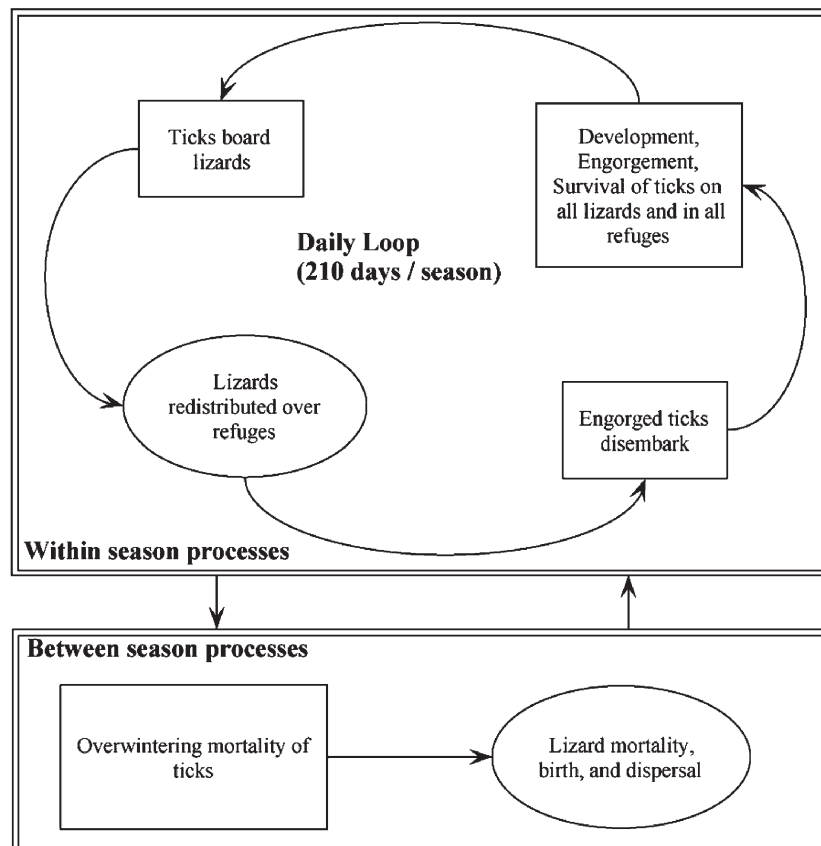 Ticks board
lizards
Development,
Engorgement,
Survival of ticks on
all lizards and in all
refuges
Daily Loop
(210 days / season)
Lizards
redistributed over
refuges
Engorged ticks
disembark
Within season processes
Between season processes
Overwintering mortality of
ticks
Lizard mortality,
birth, and dispersal